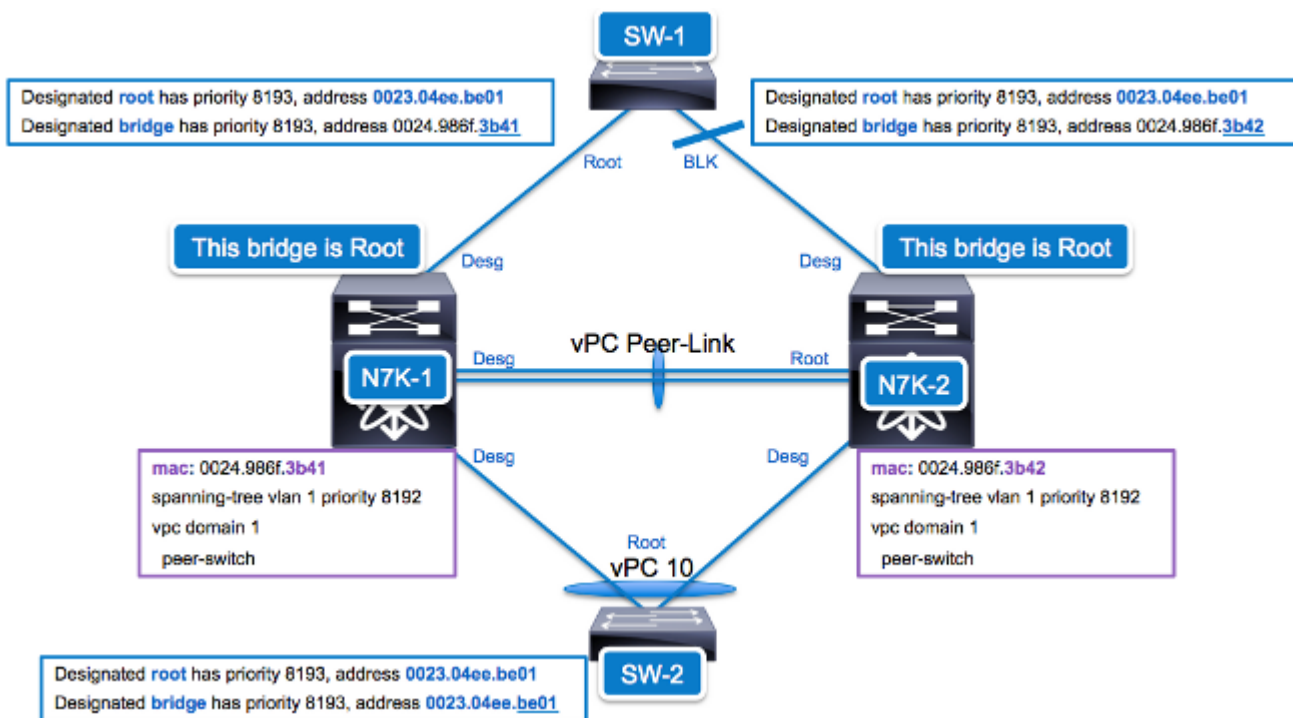 SW-1
Designated root has priority 8193, address 0023.04ee.be01
Designated bridge has priority 8193, address 0024.986f.3b41
Designated root has priority 8193, address 0023.04ee.be01
Designated bridge has priority 8193, address 0024.986f.3b42
Root
BLK
This bridge is Root
This bridge is Root
Desg
Desg
vPC Peer-Link
Desg
Root
N7K-1
N7K-2
Desg
Desg
mac: 0024.986f.3b41
spanning-tree vlan 1 priority 8192
vpc domain 1
peer-switch
mac: 0024.986f.3b42
spanning-tree vlan 1 priority 8192
vpc domain 1
peer-switch
Root
vPC 10
SW-2
Designated root has priority 8193, address 0023.04ee.be01
Designated bridge has priority 8193, address 0023.04ee.be01